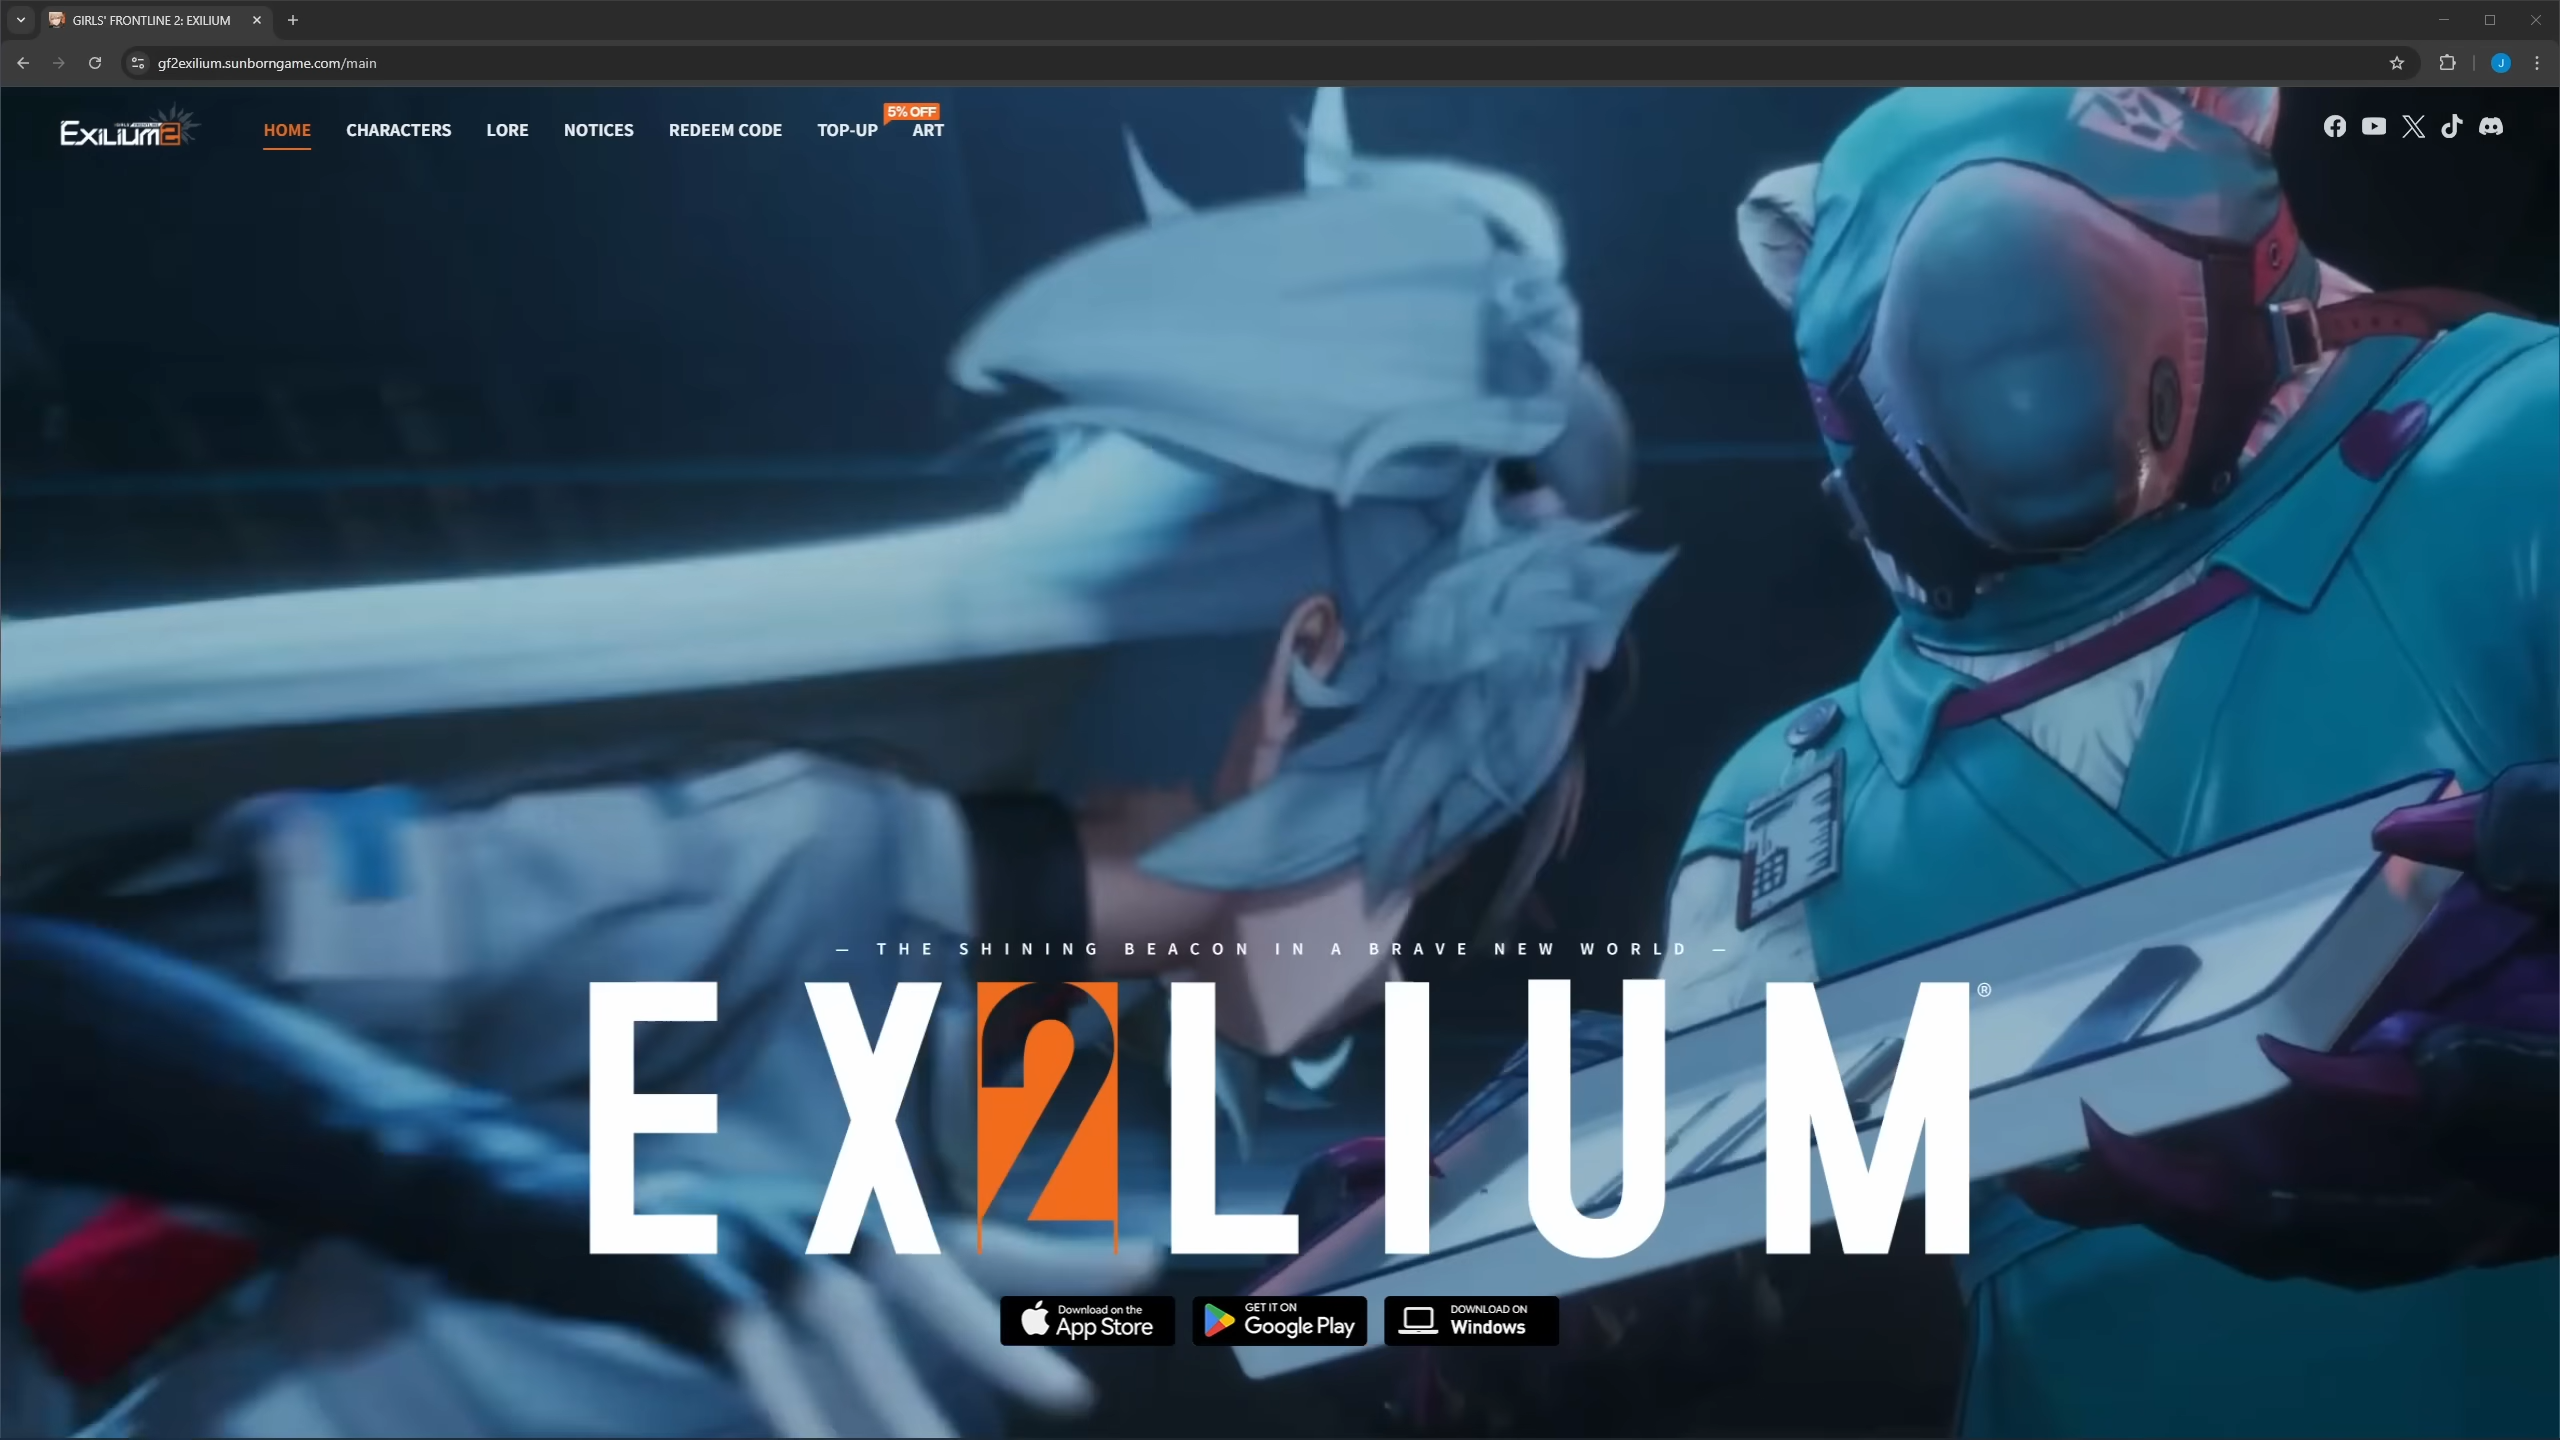 GIRLS' FRONTLINE 2: EXILIUM
gf2exilium.sunborngame.com/main
J
EXILIUM2
HOME
CHARACTERS
LORE
NOTICES
REDEEM CODE
TOP-UP
5% OFF
ART
— THE SHINING BEACON IN A BRAVE NEW WORLD —
EX2LIUM®
Download on the
App Store
GET IT ON
Google Play
DOWNLOAD ON
Windows